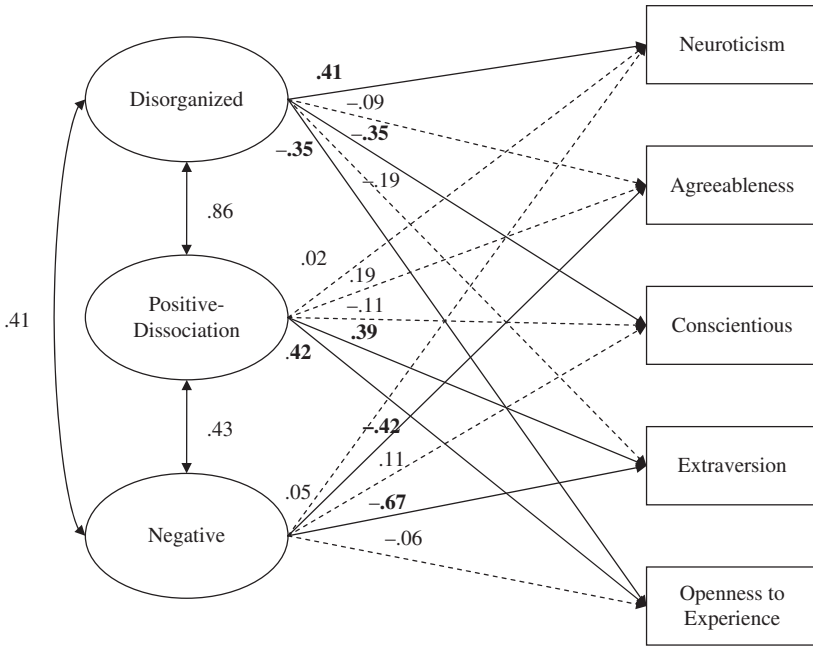 Neuroticism
.41
Disorganized
–.09
–.35
–.35
–.19
Agreeableness
.86
.02
.19
Positive-
Dissociation
–.11
.39
.42
Conscientious
.41
.43
–.42
.11
Extraversion
.05
–.67
Negative
–.06
Openness to
Experience